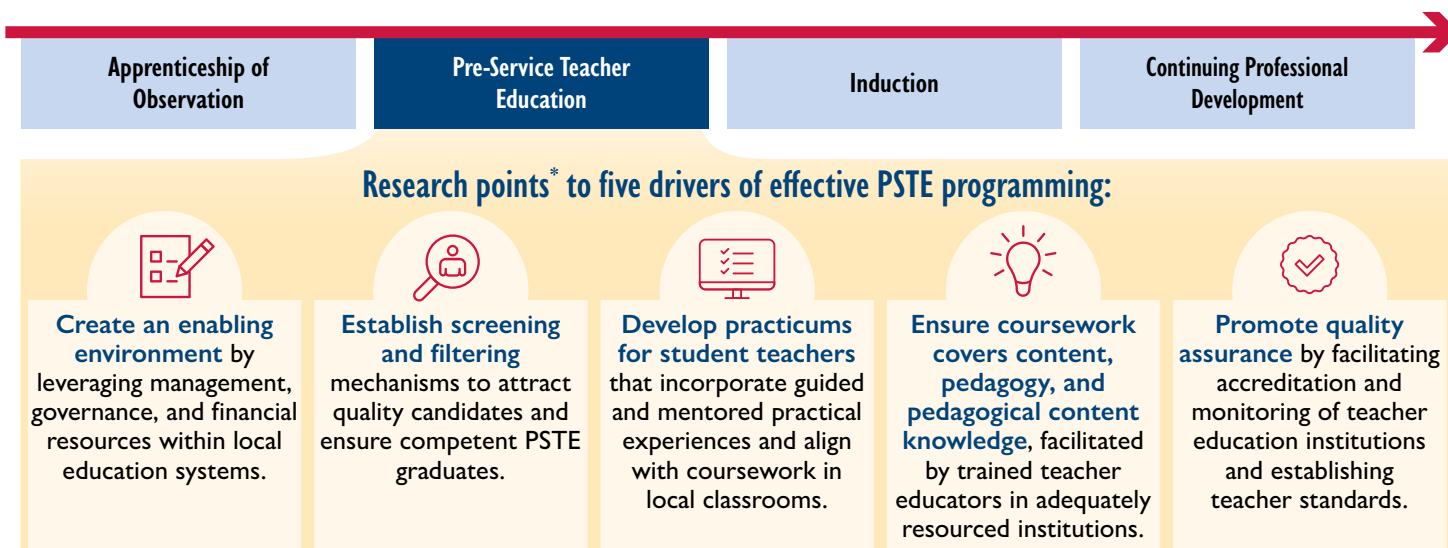 Apprenticeship of
Observation
Pre-Service Teacher
Education
Induction
Continuing Professional
Development
Research points* to five drivers of effective PSTE programming:
Create an enabling
environment by
leveraging management,
governance, and financial
resources within local
education systems.
Establish screening
and filtering
mechanisms to attract
quality candidates and
ensure competent PSTE
graduates.
Develop practicums
for student teachers
that incorporate guided
and mentored practical
experiences and align
with coursework in
local classrooms.
Ensure coursework
covers content,
pedagogy, and
pedagogical content
knowledge, facilitated
by trained teacher
educators in adequately
resourced institutions.
Promote quality
assurance by facilitating
accreditation and
monitoring of teacher
education institutions
and establishing
teacher standards.